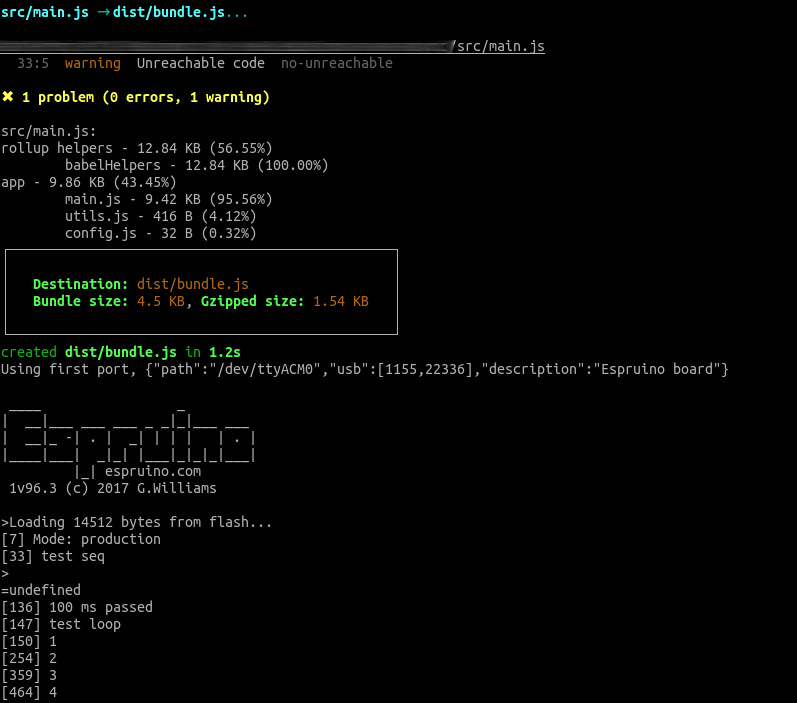 src/main.js → dist/bundle.js...
/src/main.js
33:5  warning  Unreachable code  no-unreachable
✖ 1 problem (0 errors, 1 warning)
src/main.js:
rollup helpers - 12.84 KB (56.55%)
babelHelpers - 12.84 KB (100.00%)
app - 9.86 KB (43.45%)
main.js - 9.42 KB (95.56%)
utils.js - 416 B (4.12%)
config.js - 32 B (0.32%)
Destination: dist/bundle.js
Bundle size: 4.5 KB, Gzipped size: 1.54 KB
created dist/bundle.js in 1.2s
Using first port, {"path":"/dev/ttyACM0","usb":[1155,22336],"description":"Espruino board"}
Espruino
|_| espruino.com
1v96.3 (c) 2017 G.Williams
>Loading 14512 bytes from flash...
[7] Mode: production
[33] test seq
>
=undefined
[136] 100 ms passed
[147] test loop
[150] 1
[254] 2
[359] 3
[464] 4